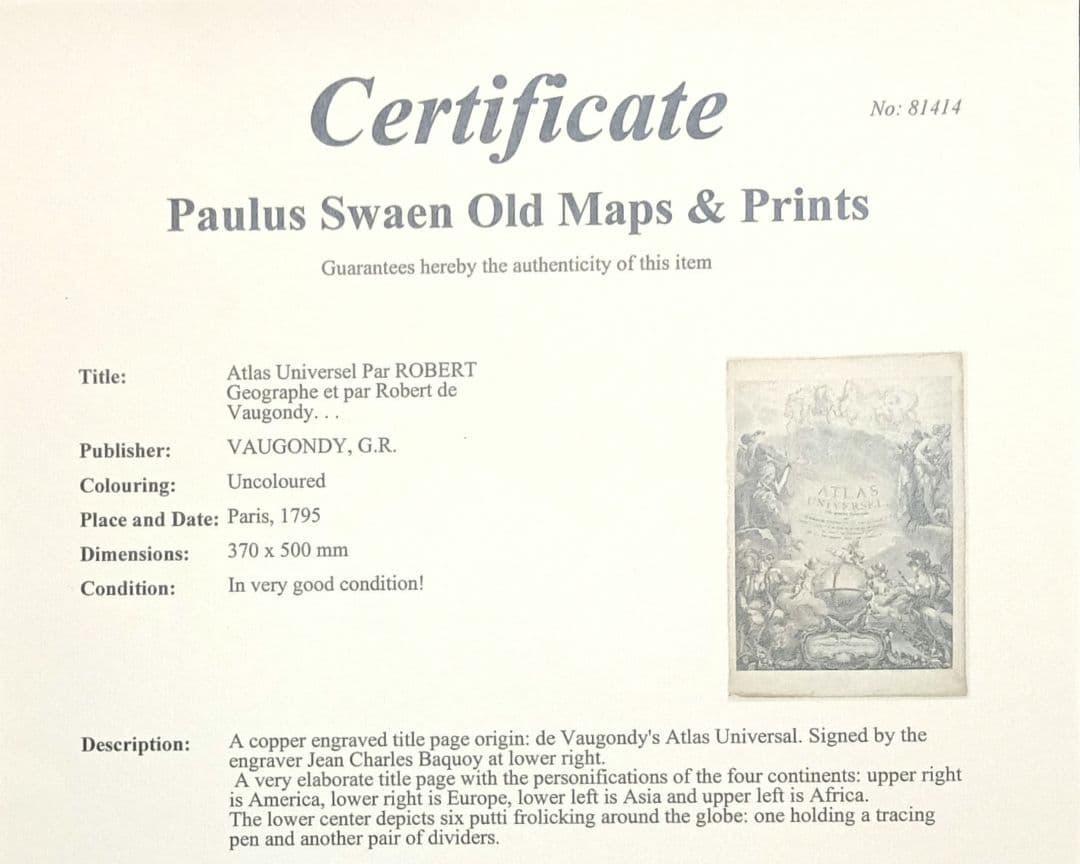 Certificate
No: 81414
Paulus Swaen Old Maps & Prints
Guarantees hereby the authenticity of this item
Title: Atlas Universel Par ROBERT
Geographe et par Robert de
Vaugondy. . .
Publisher: VAUGONDY, G.R.
Colouring: Uncoloured
Place and Date: Paris, 1795
Dimensions: 370 x 500 mm
Condition: In very good condition!
ATLAS
UNIVERSEL
Description: A copper engraved title page origin: de Vaugondy's Atlas Universal. Signed by the
engraver Jean Charles Baquoy at lower right.
A very elaborate title page with the personifications of the four continents: upper right
is America, lower right is Europe, lower left is Asia and upper left is Africa.
The lower center depicts six putti frolicking around the globe: one holding a tracing
pen and another pair of dividers.